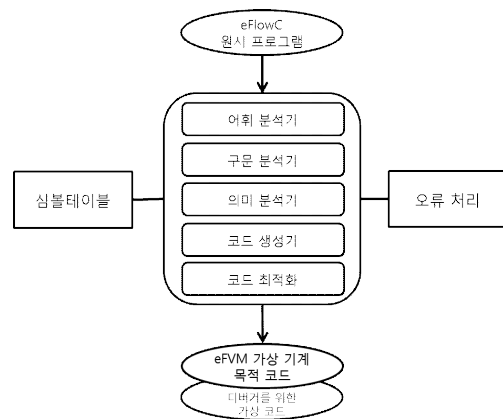 eFlowC
원시 프로그램
어휘 분석기
구문 분석기
심볼테이블
의미 분석기
오류 처리
코드 생성기
코드 최적화
eFVM 가상 기계
목적 코드
디버거를 위한
가상 코드